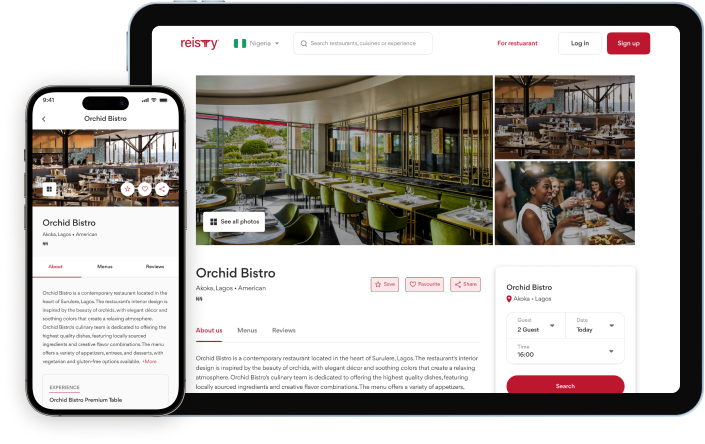 reisty
Nigeria
Search restaurants, cuisines or experience
For restuarant
Log in
Sign up
See all photos
Orchid Bistro
Akoka, Lagos • American
₦₦
Save
Favourite
Share
About us
Menus
Reviews
Orchid Bistro is a contemporary restaurant located in the heart of Surulere, Lagos. The restaurant's interior
design is inspired by the beauty of orchids, with elegant décor and soothing colors that create a relaxing
atmosphere. Orchid Bistro's culinary team is dedicated to offering the highest quality dishes, featuring
locally sourced ingredients and creative flavor combinations. The menu offers a variety of appetizers,
Orchid Bistro
Akoka • Lagos
Guest
2 Guest
Date
Today
Time
16:00
Search
9:41
Orchid Bistro
Orchid Bistro
Akoka, Lagos • American
₦₦
About
Menus
Reviews
Orchid Bistro is a contemporary restaurant located in the
heart of Surulere, Lagos. The restaurant's interior design is
inspired by the beauty of orchids, with elegant décor and
soothing colors that create a relaxing atmosphere.
Orchid Bistro's culinary team is dedicated to offering the
highest quality dishes, featuring locally sourced
ingredients and creative flavor combinations. The menu
offers a variety of appetizers, entrees, and desserts, with
vegetarian and gluten-free options available. •More
EXPERIENCE
Orchid Bistro Premium Table